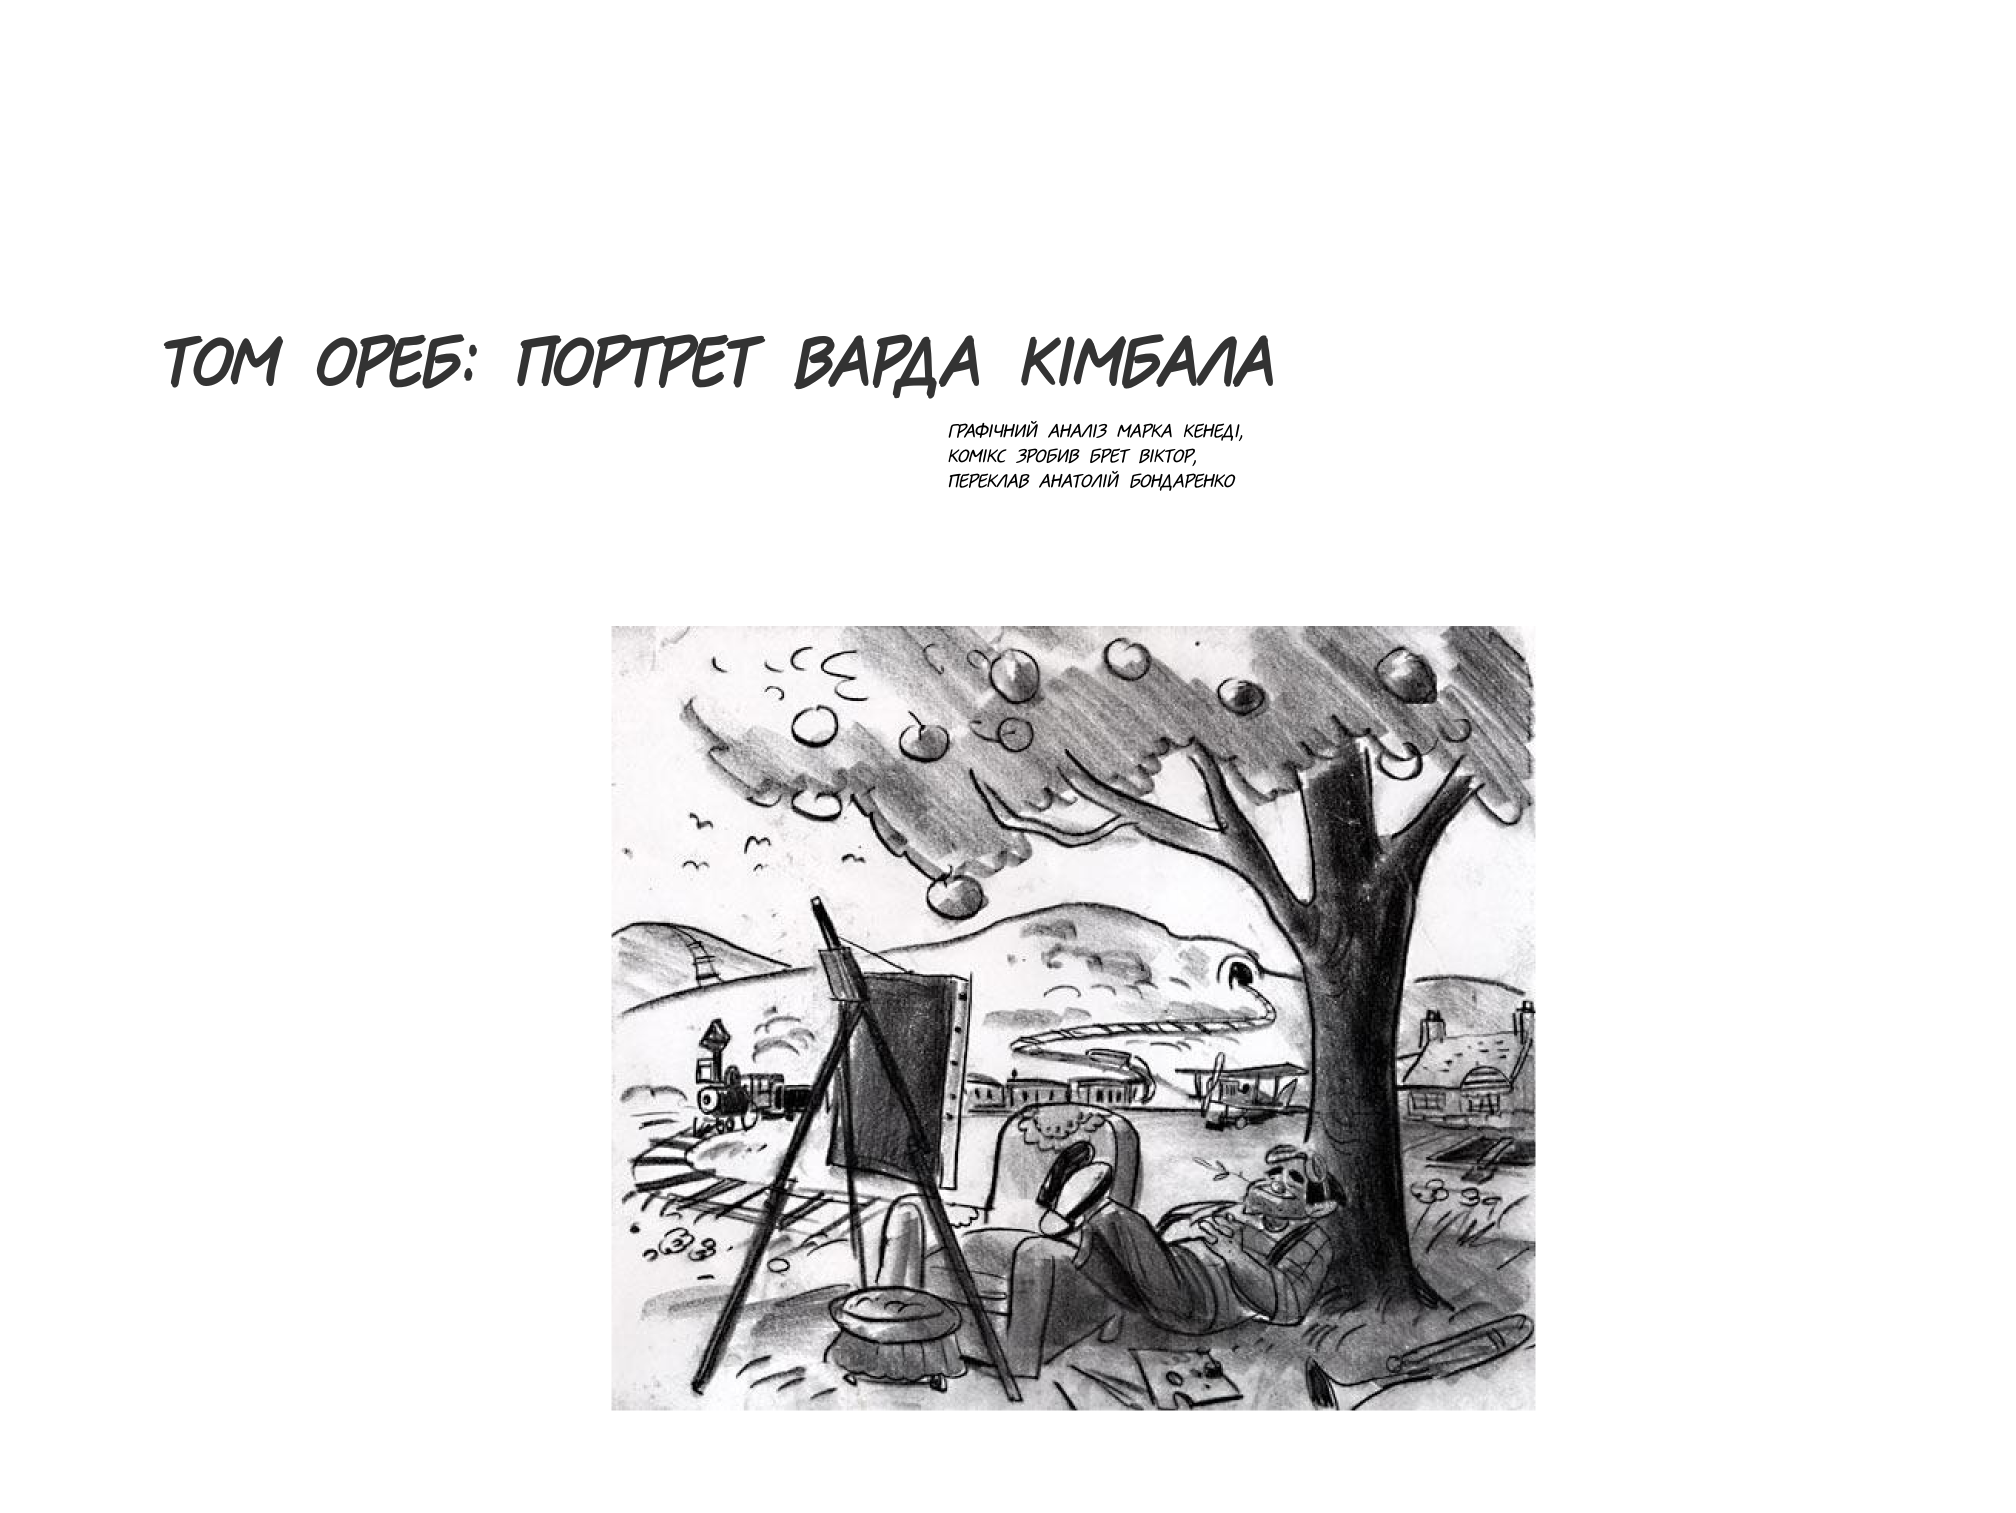 ТОМ ОРЕБ: ПОРТРЕТ ВАРДА КІМБАЛА
ГРАФІЧНИЙ АНАЛІЗ МАРКА КЕНЕДІ,
КОМІКС ЗРОБИВ БРЕТ ВІКТОР,
ПЕРЕКЛАВ АНАТОЛІЙ БОНДАРЕНКО